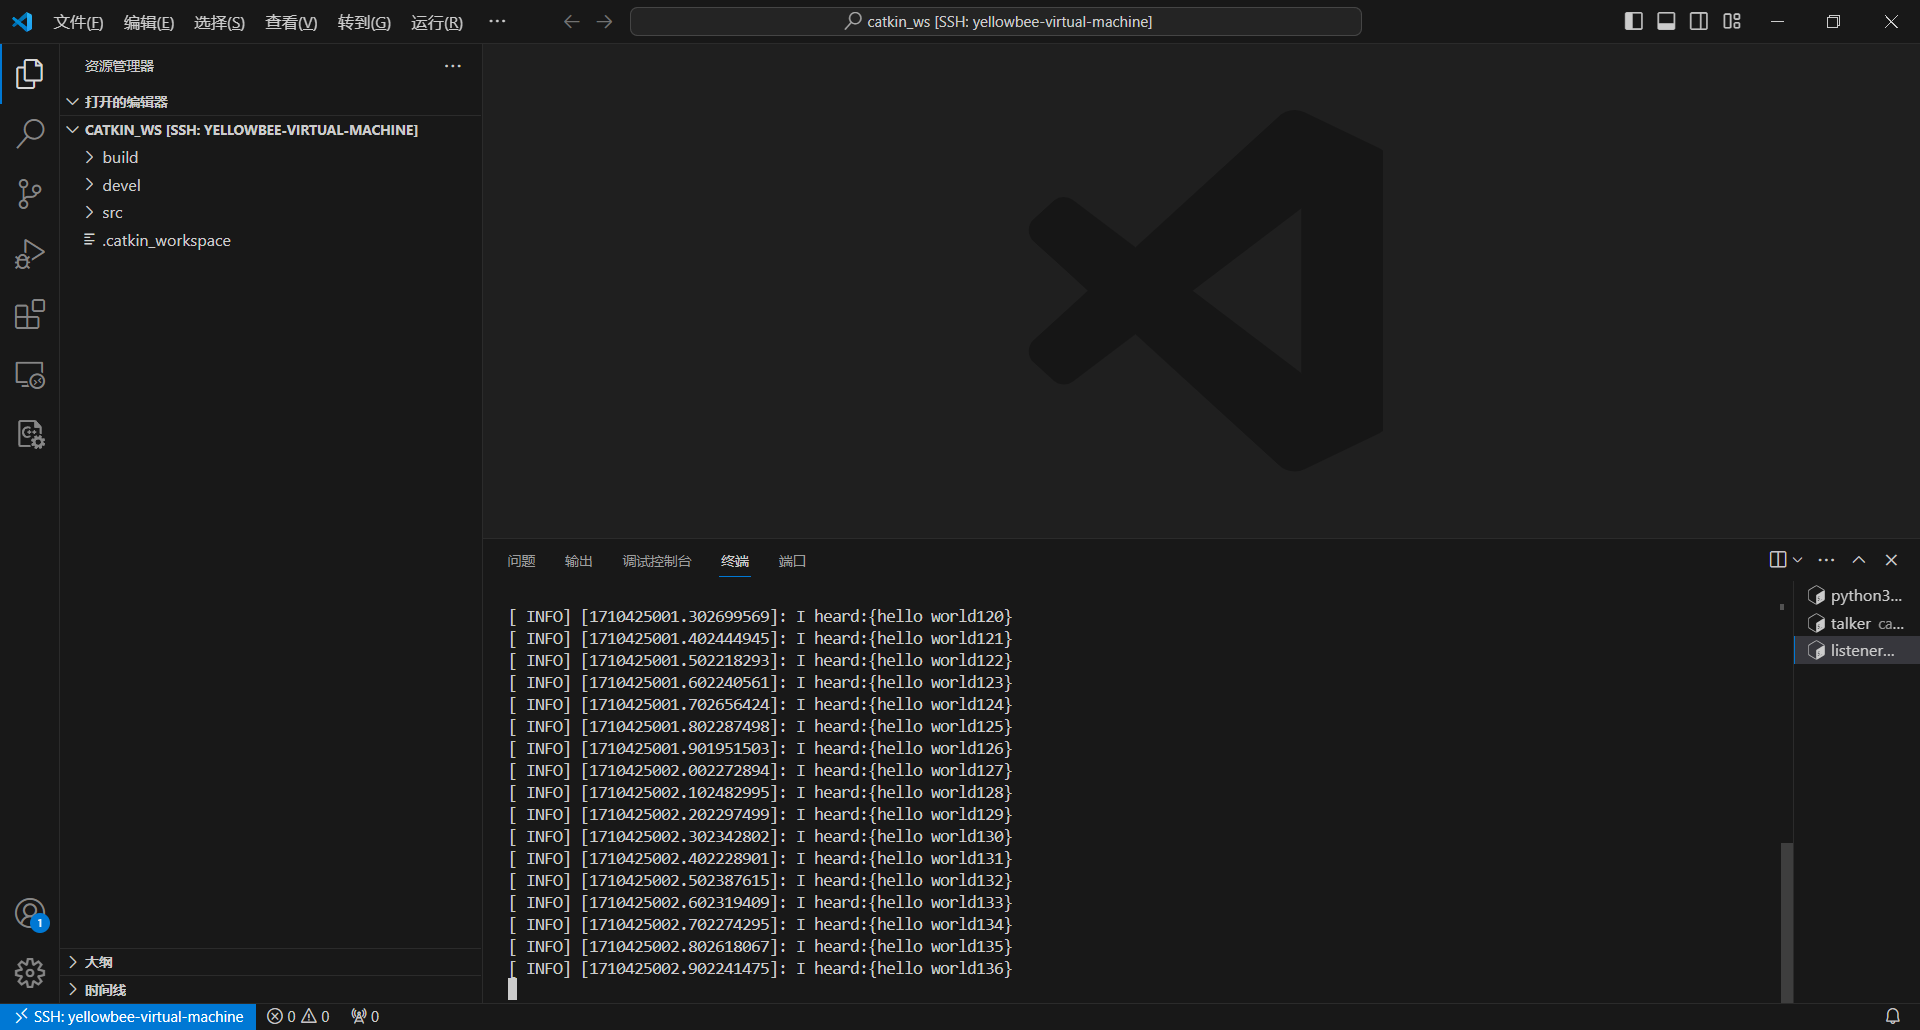 文件(F) 编辑(E) 选择(S) 查看(V) 转到(G) 运行(R) ··· catkin_ws [SSH: yellowbee-virtual-machine]
资源管理器
打开的编辑器
CATKIN_WS [SSH: YELLOWBEE-VIRTUAL-MACHINE]
build
devel
src
.catkin_workspace
大纲
时间线
问题 输出 调试控制台 终端 端口
[ INFO] [1710425001.302699569]: I heard:{hello world120}
[ INFO] [1710425001.402444945]: I heard:{hello world121}
[ INFO] [1710425001.502218293]: I heard:{hello world122}
[ INFO] [1710425001.602240561]: I heard:{hello world123}
[ INFO] [1710425001.702656424]: I heard:{hello world124}
[ INFO] [1710425001.802287498]: I heard:{hello world125}
[ INFO] [1710425001.901951503]: I heard:{hello world126}
[ INFO] [1710425002.002272894]: I heard:{hello world127}
[ INFO] [1710425002.102482995]: I heard:{hello world128}
[ INFO] [1710425002.202297499]: I heard:{hello world129}
[ INFO] [1710425002.302342802]: I heard:{hello world130}
[ INFO] [1710425002.402228901]: I heard:{hello world131}
[ INFO] [1710425002.502387615]: I heard:{hello world132}
[ INFO] [1710425002.602319409]: I heard:{hello world133}
[ INFO] [1710425002.702274295]: I heard:{hello world134}
[ INFO] [1710425002.802618067]: I heard:{hello world135}
[ INFO] [1710425002.902241475]: I heard:{hello world136}
python3...
talker ca...
listener...
1
SSH: yellowbee-virtual-machine 0 0 0